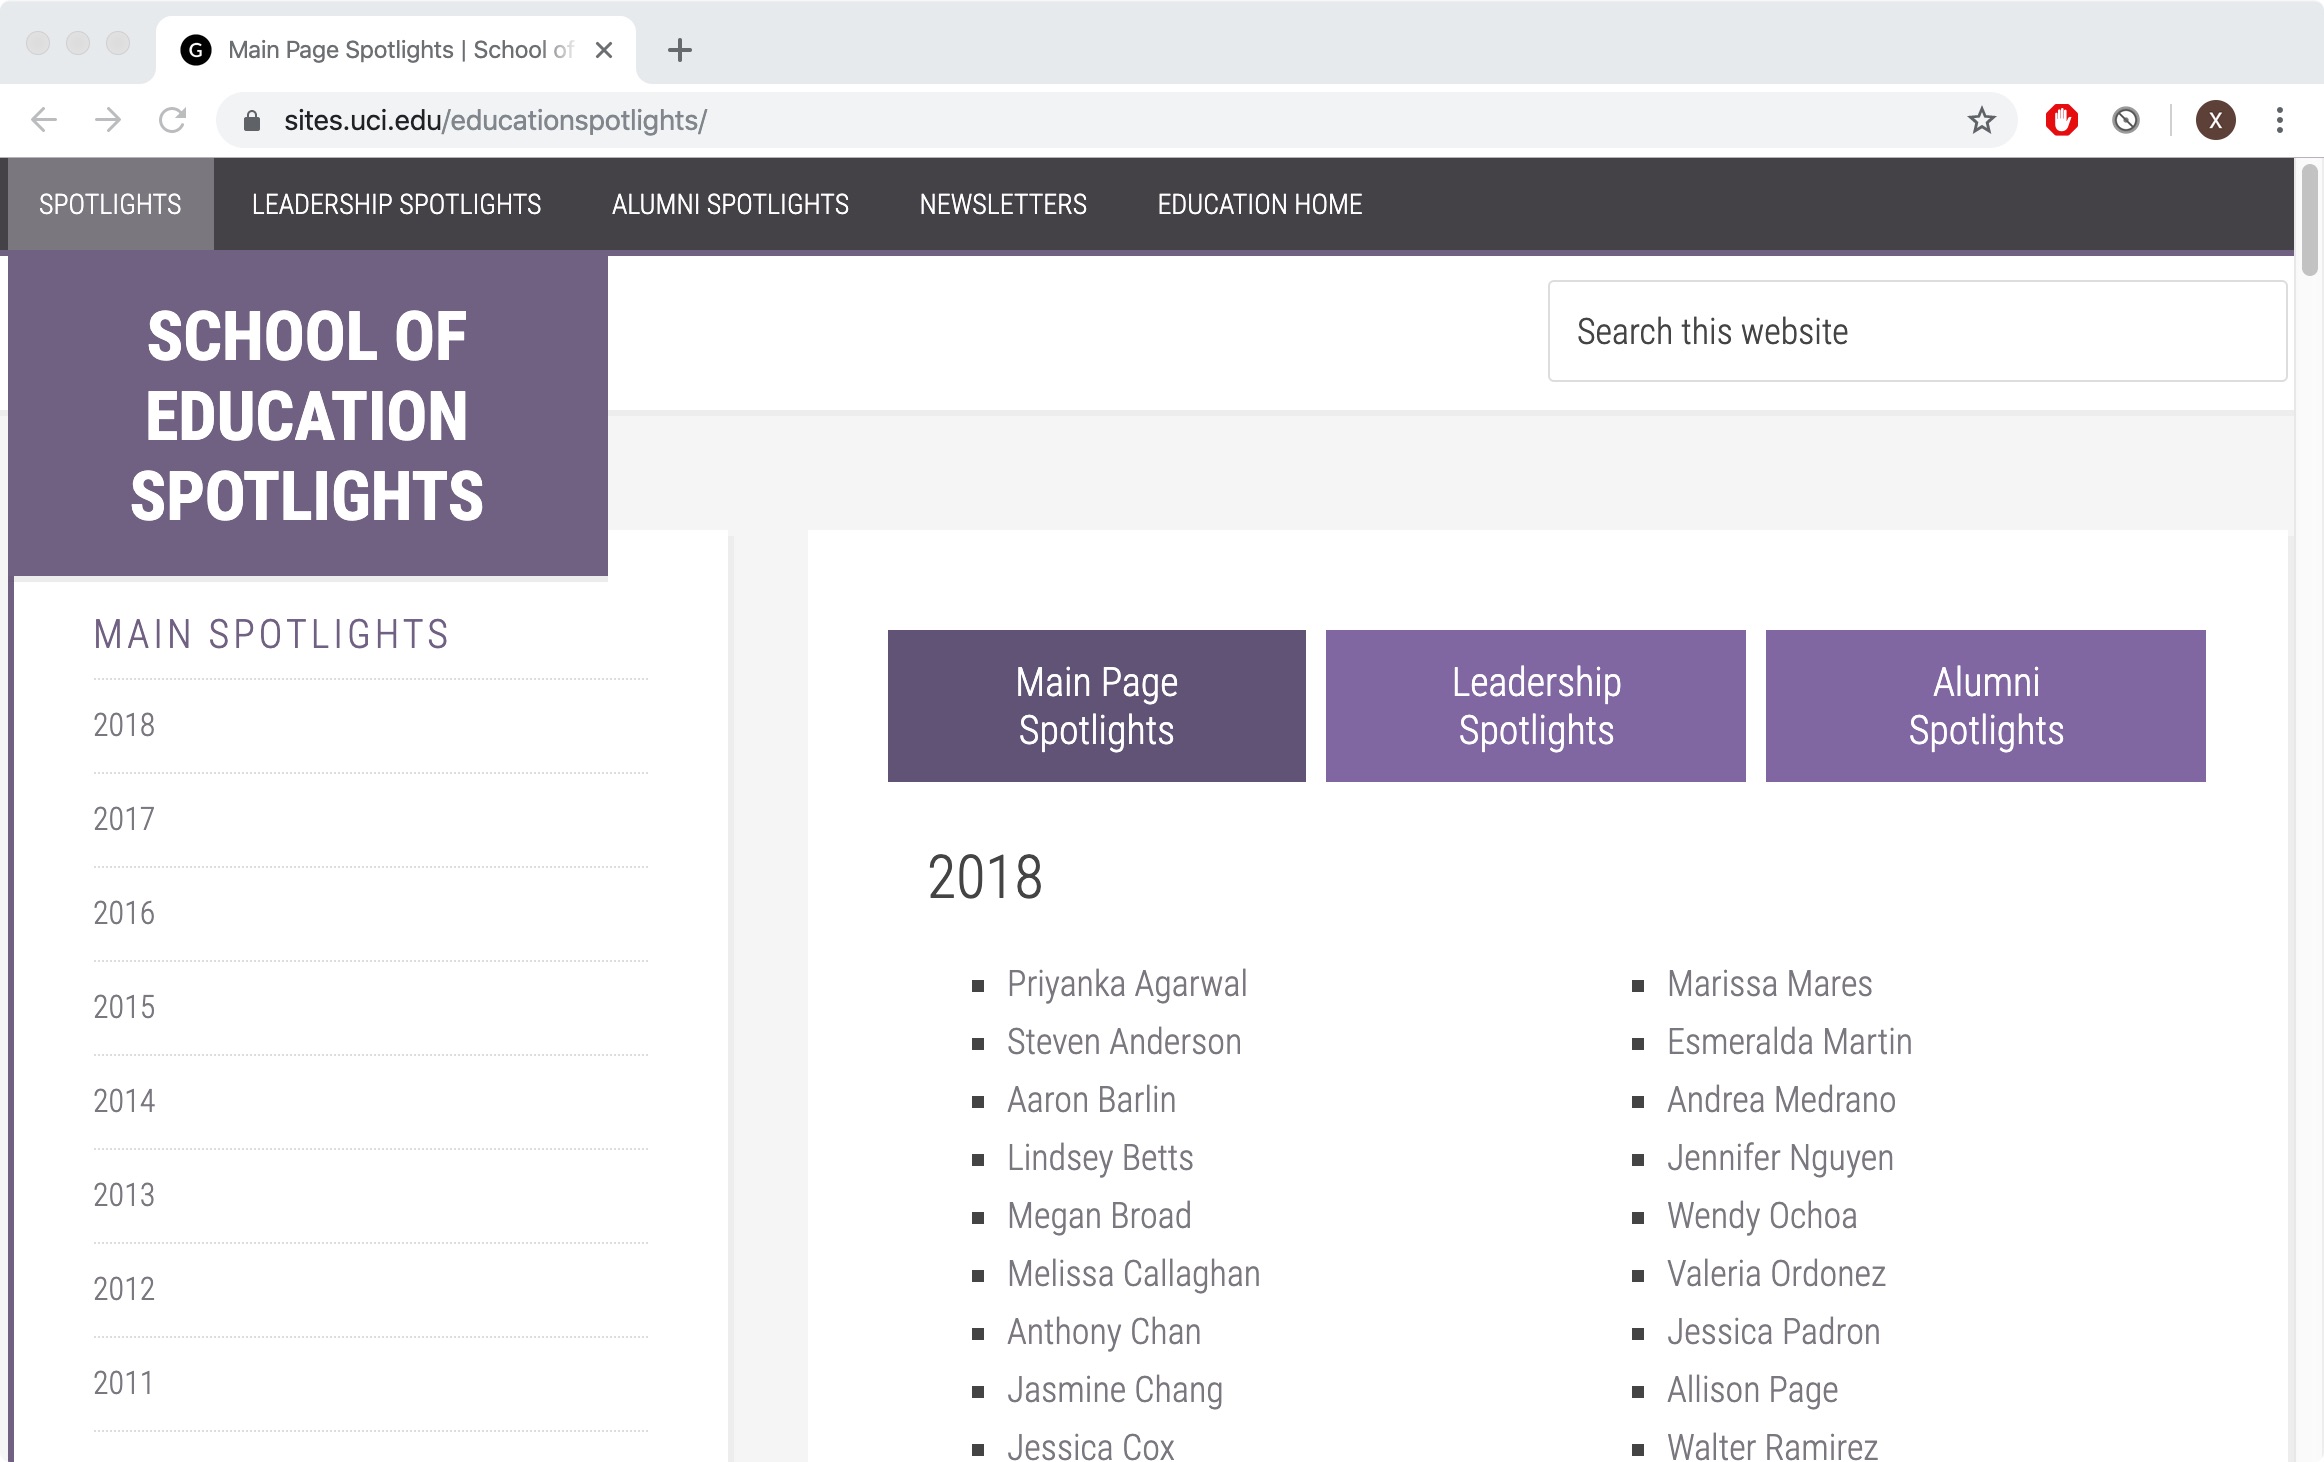 G Main Page Spotlights | School of
sites.uci.edu/educationspotlights/
X
SPOTLIGHTS LEADERSHIP SPOTLIGHTS ALUMNI SPOTLIGHTS NEWSLETTERS EDUCATION HOME
SCHOOL OF
EDUCATION
SPOTLIGHTS
Search this website
MAIN SPOTLIGHTS
2018
2017
2016
2015
2014
2013
2012
2011
Main Page
Spotlights
Leadership
Spotlights
Alumni
Spotlights
2018
Priyanka Agarwal
Steven Anderson
Aaron Barlin
Lindsey Betts
Megan Broad
Melissa Callaghan
Anthony Chan
Jasmine Chang
Jessica Cox
Marissa Mares
Esmeralda Martin
Andrea Medrano
Jennifer Nguyen
Wendy Ochoa
Valeria Ordonez
Jessica Padron
Allison Page
Walter Ramirez